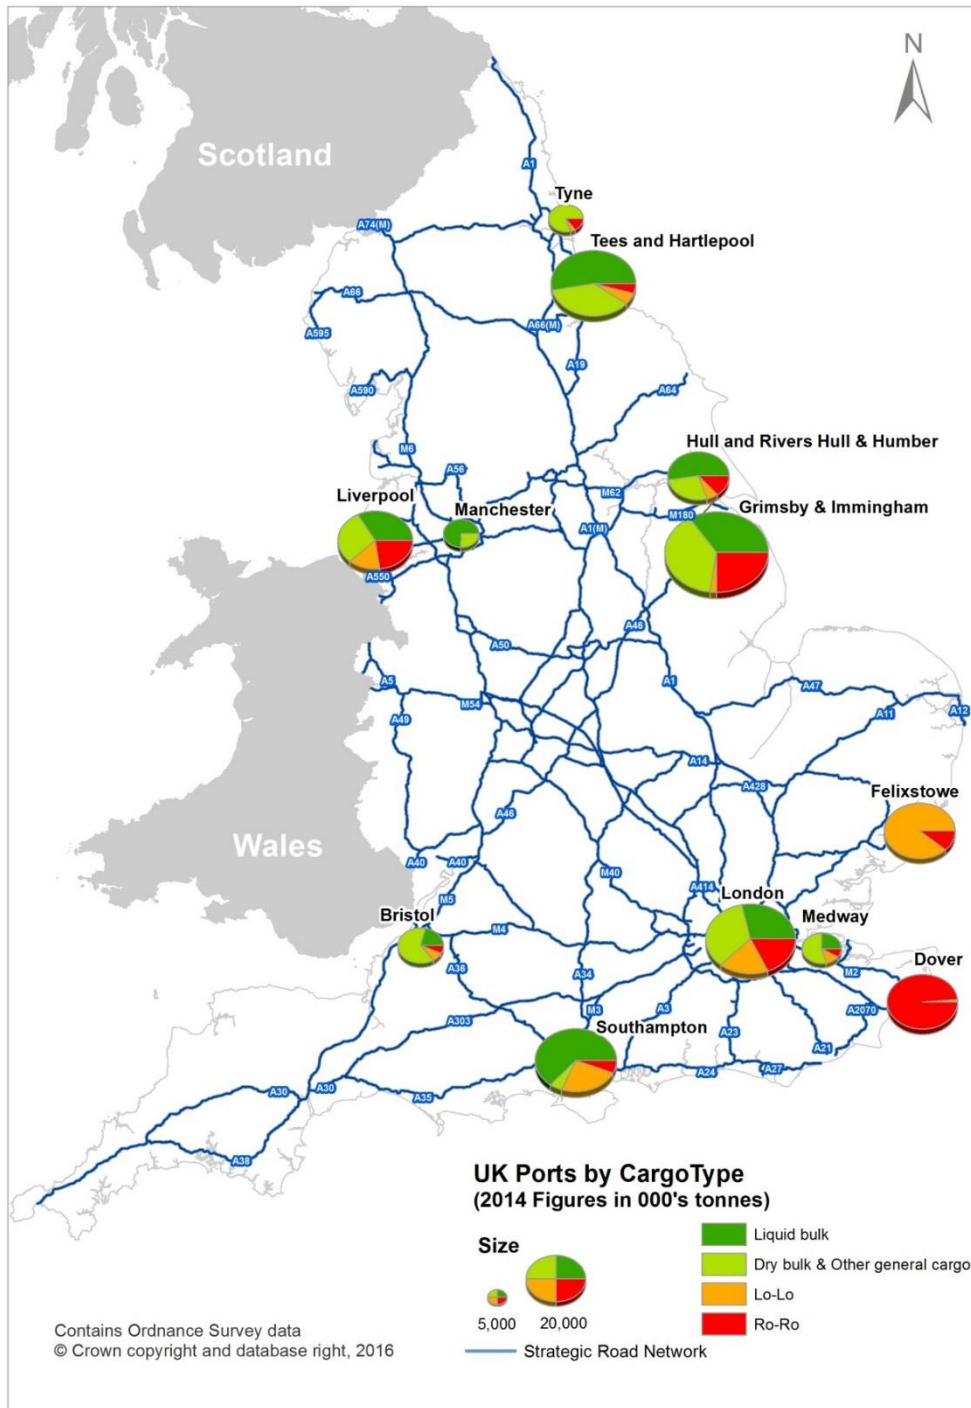 N
Scotland
A1
Tyne
A74(M)
Tees and Hartlepool
A66
A66(M)
A595
A19
A590
A64
M6
Hull and Rivers Hull & Humber
A56
M62
Liverpool
Manchester
M180
Grimsby & Immingham
A1(M)
A550
A46
A50
A5
A1
A47
M54
A49
A11
A12
A14
A428
Felixstowe
A46
Wales
A40
A40
M40
A414
London
M5
Bristol
Medway
M4
Dover
A36
A34
M2
M3
A3
A2070
A303
A23
Southampton
A21
A24
A27
A30
A30
A35
A38
UK Ports by CargoType
(2014 Figures in 000's tonnes)
Size
5,000
20,000
Liquid bulk
Dry bulk & Other general cargo
Lo-Lo
Ro-Ro
Strategic Road Network
Contains Ordnance Survey data
© Crown copyright and database right, 2016